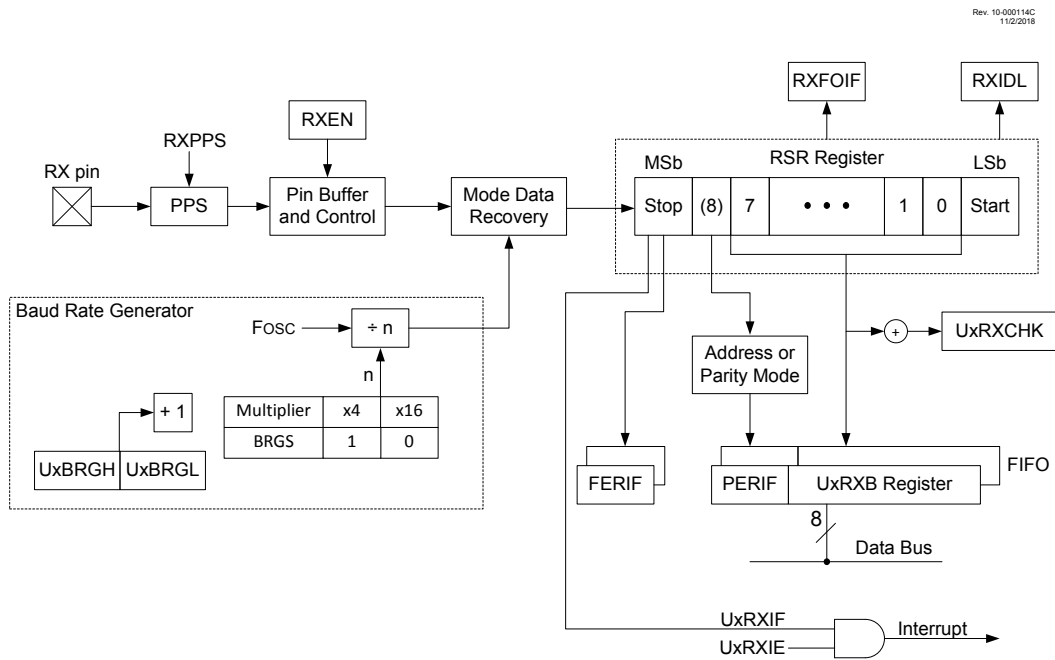 Rev. 10-000114C
11/2/2018
RXFOIF
RXIDL
RXEN
RXPPS
RX pin
PPS
Pin Buffer
and Control
Mode Data
Recovery
MSb
RSR Register
LSb
Stop
(8)
7
• • •
1
0
Start
Baud Rate Generator
FOSC
÷ n
n
+ 1
Multiplier x4 x16
BRGS 1 0
UxBRGH UxBRGL
Address or
Parity Mode
+
UxRXCHK
FERIF
PERIF
UxRXB Register
FIFO
8
Data Bus
UxRXIF
UxRXIE
Interrupt